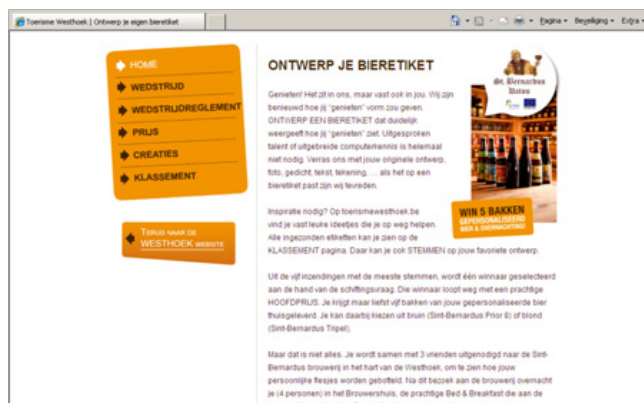 Toerisme Westhoek | Ontwerp je eigen bieretiket
Pagina
Beveiliging
Extra
HOME
WEDSTRIJD
WEDSTRIJDREGLEMENT
PRIJS
CREATIES
KLASSEMENT
TERUG NAAR DE
WESTHOEK WEBSITE
ONTWERP JE BIERETIKET
Genieten! Het zit in ons, maar vast ook in jou. Wij zijn
benieuwd hoe jij "genieten" vorm zou geven.
ONTWERP EEN BIERETIKET dat duidelijk
weergeeft hoe jij "genieten" ziet. Uitgesproken
talent of uitgebreide computerkennis is helemaal
niet nodig. Verras ons met jouw originele ontwerp,
foto, gedicht, tekst, tekening, ... als het op een
bieretiket past zijn wij tevreden.
Inspiratie nodig? Op toerismewesthoek.be
vind je vast leuke ideetjes die je op weg helpen.
Alle ingezonden etiketten kan je zien op de
KLASSEMENT pagina. Daar kan je ook STEMMEN op jouw favoriete ontwerp.
Uit de vijf inzendingen met de meeste stemmen, wordt één winnaar geselecteerd
aan de hand van de schiftingsvraag. Die winnaar loopt weg met een prachtige
HOOFDPRIJS. Je krijgt maar liefst vijf bakken van jouw gepersonaliseerde bier
thuisgeleverd. Je kan daarbij kiezen uit bruin (Sint-Bernardus Prior 8) of blond
(Sint-Bernardus Tripel).
Maar dat is niet alles. Je wordt samen met 3 vrienden uitgenodigd naar de Sint-
Bernardus brouwerij in het hart van de Westhoek, om te zien hoe jouw
persoonlijke flesjes worden gebotteld. Na dit bezoek aan de brouwerij overnacht
je (4 personen) in het Brouwershuis, de prachtige Bed & Breakfast die aan de
St. Bernardus
Watou
WIN 5 BAKKEN
GEPERSONALISEERD
BIER & OVERNACHTING!